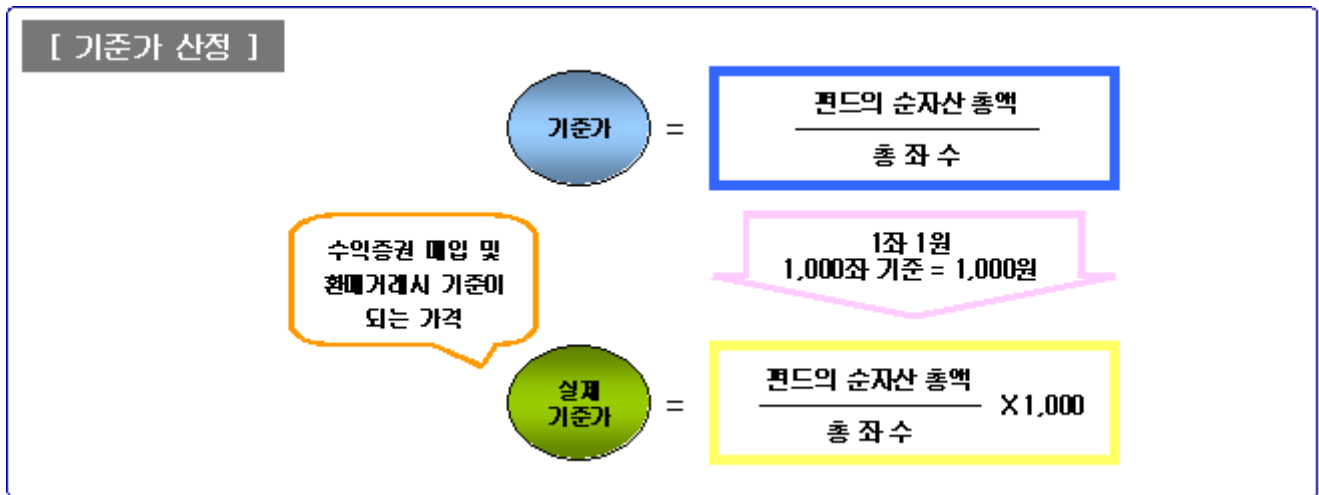 [ 기준가 산정 ]
기준가 = 펀드의 순자산 총액
총 좌 수
1좌 1원
1,000좌 기준 = 1,000원
수익증권 매입 및
환매거래시 기준이
되는 가격
실제
기준가 = 펀드의 순자산 총액
총 좌 수
X 1,000